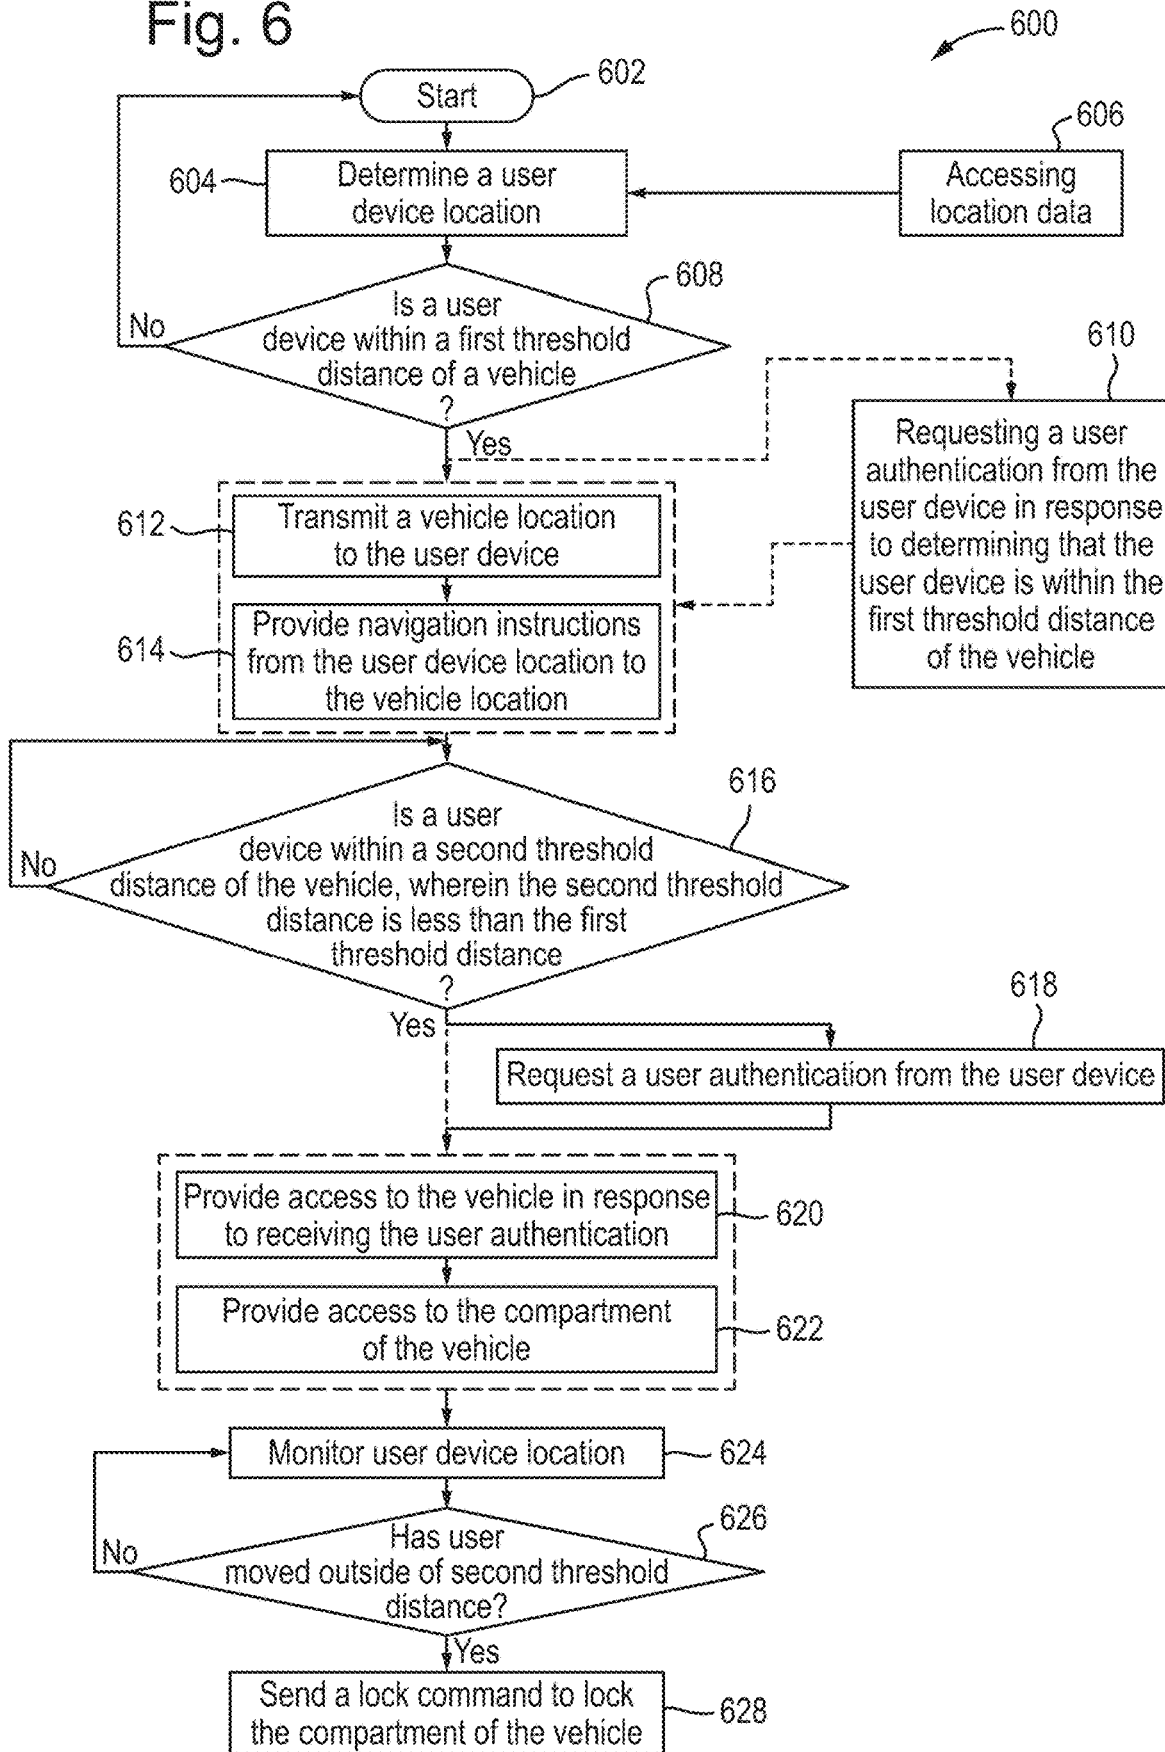 Fig. 6
600
602
Start
606
604
Determine a user
device location
Accessing
location data
608
Is a user
device within a first threshold
distance of a vehicle
?
No
Yes
610
Requesting a user
authentication from the
user device in response
to determining that the
user device is within the
first threshold distance
of the vehicle
612
Transmit a vehicle location
to the user device
614
Provide navigation instructions
from the user device location to
the vehicle location
616
Is a user
device within a second threshold
distance of the vehicle, wherein the second threshold
distance is less than the first
threshold distance
?
No
Yes
618
Request a user authentication from the user device
Provide access to the vehicle in response
to receiving the user authentication
620
Provide access to the compartment
of the vehicle
622
Monitor user device location
624
626
Has user
moved outside of second threshold
distance?
No
Yes
Send a lock command to lock
the compartment of the vehicle
628